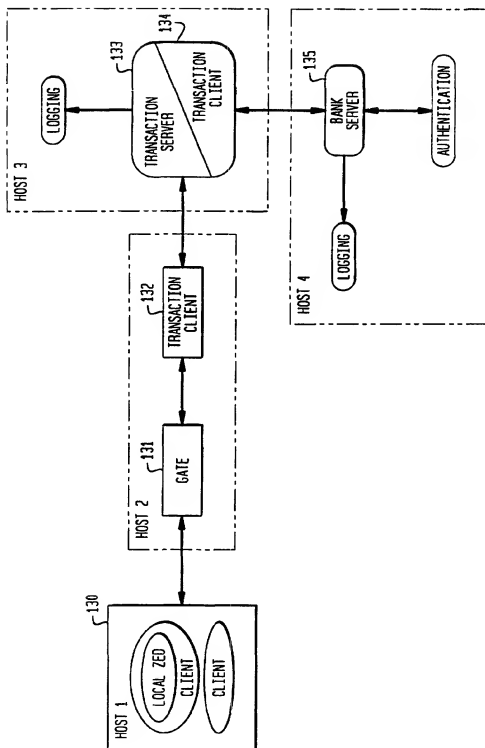 HOST 1
130
LOCAL ZED
CLIENT
CLIENT
HOST 2
131
GATE
132
TRANSACTION
CLIENT
HOST 3
LOGGING
133
134
TRANSACTION
SERVER
TRANSACTION
CLIENT
HOST 4
135
BANK
SERVER
LOGGING
AUTHENTICATION